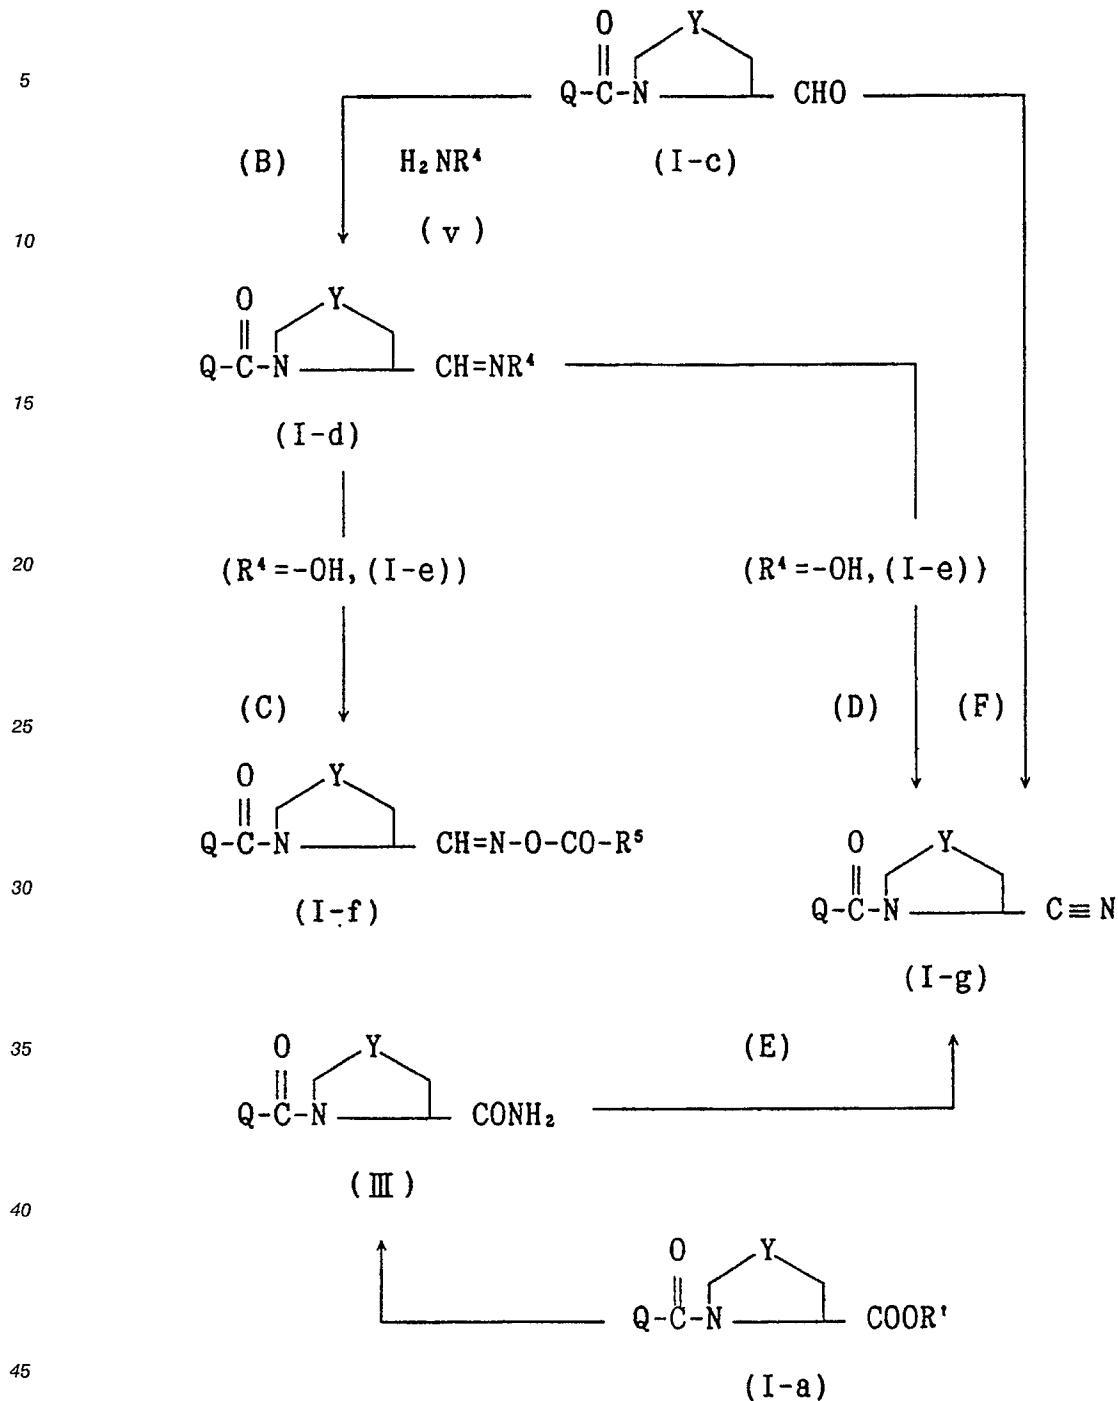 O Y
5
Q-C-N CHO
(B) H₂NR⁴ (I-c)
(v)
10
O Y
Q-C-N CH=NR⁴
15
(I-d)
20 (R⁴=-OH,(I-e)) (R⁴=-OH,(I-e))
(C) (D) (F)
25
O Y
Q-C-N CH=N-O-CO-R⁵
O Y
30
(I-f) Q-C-N C≡N
(I-g)
35 O Y (E)
Q-C-N CONH₂
(III)
40
O Y
Q-C-N COOR'
45
(I-a)